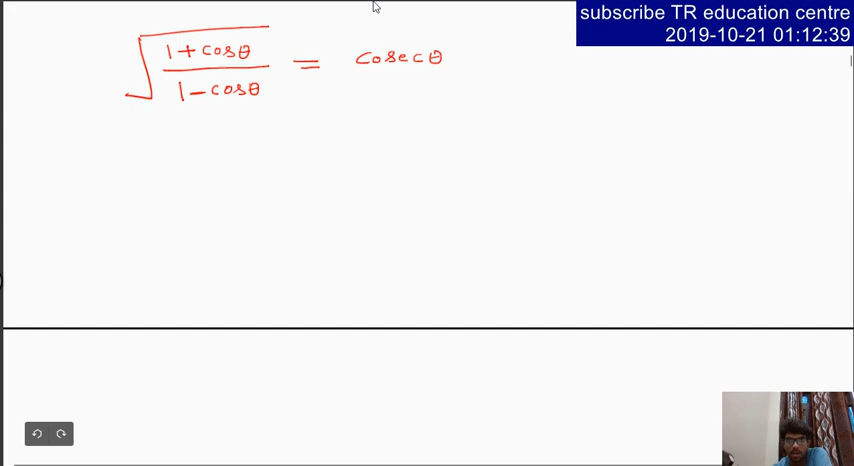 subscribe TR education centre
2019-10-21 01:12:39
√(1+cosθ / 1-cosθ) = cosecθ